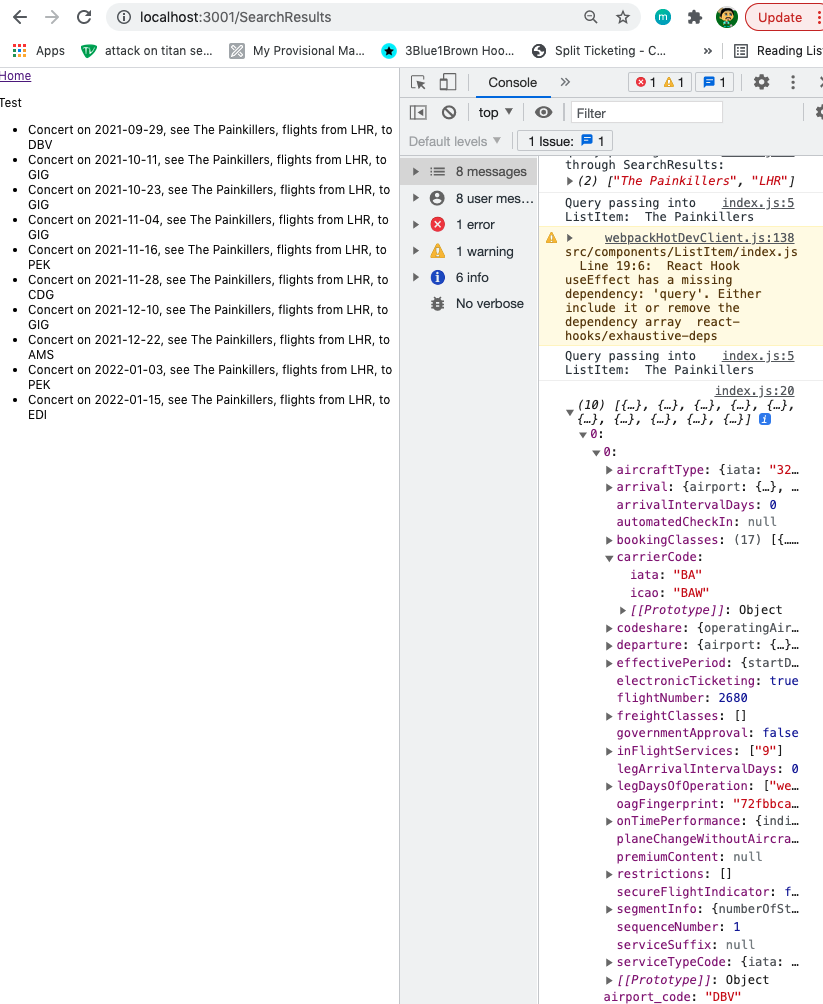 localhost:3001/SearchResults
m
Update
Apps
attack on titan se...
My Provisional Ma...
3Blue1Brown Hoo...
Split Ticketing - C...
»
Reading List
Home
Test
• Concert on 2021-09-29, see The Painkillers, flights from LHR, to
DBV
• Concert on 2021-10-11, see The Painkillers, flights from LHR, to
GIG
• Concert on 2021-10-23, see The Painkillers, flights from LHR, to
GIG
• Concert on 2021-11-04, see The Painkillers, flights from LHR, to
GIG
• Concert on 2021-11-16, see The Painkillers, flights from LHR, to
PEK
• Concert on 2021-11-28, see The Painkillers, flights from LHR, to
CDG
• Concert on 2021-12-10, see The Painkillers, flights from LHR, to
GIG
• Concert on 2021-12-22, see The Painkillers, flights from LHR, to
AMS
• Concert on 2022-01-03, see The Painkillers, flights from LHR, to
PEK
• Concert on 2022-01-15, see The Painkillers, flights from LHR, to
EDI
Console
»
1 1
1
top
Filter
Default levels
1 Issue: 1
8 messages
8 user mes...
1 error
1 warning
6 info
No verbose
through SearchResults:
(2) ["The Painkillers", "LHR"]
Query passing into index.js:5
ListItem: The Painkillers
webpackHotDevClient.js:138
src/components/ListItem/index.js
Line 19:6: React Hook
useEffect has a missing
dependency: 'query'. Either
include it or remove the
dependency array react-
hooks/exhaustive-deps
Query passing into index.js:5
ListItem: The Painkillers
index.js:20
(10) [{…}, {…}, {…}, {…}, {…},
{…}, {…}, {…}, {…}, {…}] i
0:
0:
aircraftType: {iata: "32…
arrival: {airport: {…}, …
arrivalIntervalDays: 0
automatedCheckIn: null
bookingClasses: (17) [{……
carrierCode:
iata: "BA"
icao: "BAW"
[[Prototype]]: Object
codeshare: {operatingAir…
departure: {airport: {…}…
effectivePeriod: {startD…
electronicTicketing: true
flightNumber: 2680
freightClasses: []
governmentApproval: false
inFlightServices: ["9"]
legArrivalIntervalDays: 0
legDaysOfOperation: ["we…
oagFingerprint: "72fbbca…
onTimePerformance: {indi…
planeChangeWithoutAircra…
premiumContent: null
restrictions: []
secureFlightIndicator: f…
segmentInfo: {numberOfSt…
sequenceNumber: 1
serviceSuffix: null
serviceTypeCode: {iata: …
[[Prototype]]: Object
airport_code: "DBV"